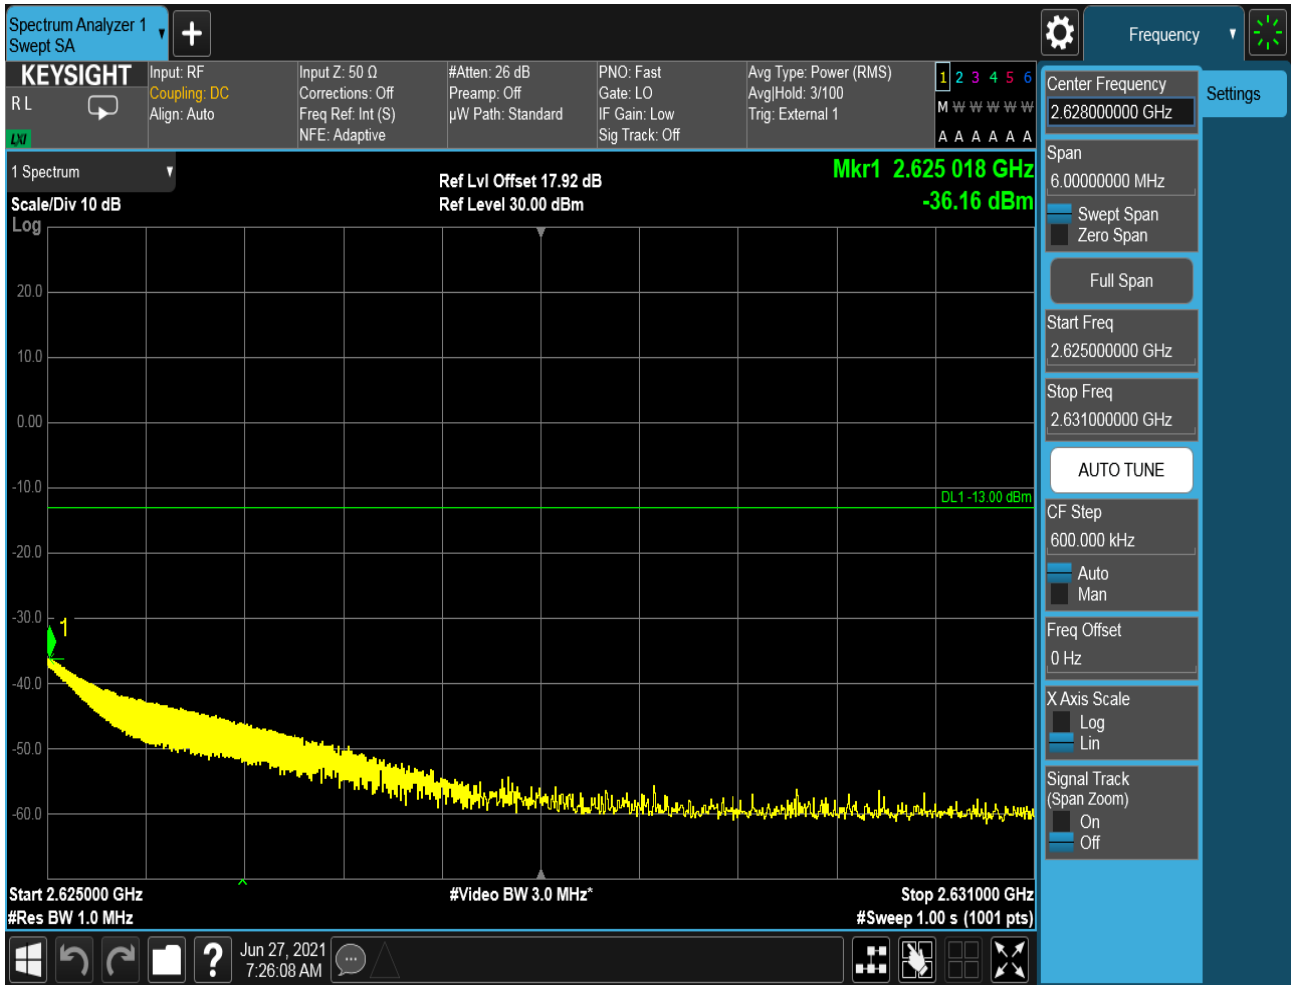 Spectrum Analyzer 1
Swept SA
Frequency
KEYSIGHT
R L
LXI
Input: RF
Coupling: DC
Align: Auto
Input Z: 50 Ω
Corrections: Off
Freq Ref: Int (S)
NFE: Adaptive
#Atten: 26 dB
Preamp: Off
µW Path: Standard
PNO: Fast
Gate: LO
IF Gain: Low
Sig Track: Off
Avg Type: Power (RMS)
Avg|Hold: 3/100
Trig: External 1
1 2 3 4 5 6
M W W W W W
A A A A A A
1 Spectrum
Scale/Div 10 dB
Log
Ref Lvl Offset 17.92 dB
Ref Level 30.00 dBm
Mkr1 2.625 018 GHz
-36.16 dBm
20.0
10.0
0.00
-10.0
-20.0
-30.0
-40.0
-50.0
-60.0
DL1 -13.00 dBm
1
Start 2.625000 GHz
#Res BW 1.0 MHz
#Video BW 3.0 MHz*
Stop 2.631000 GHz
#Sweep 1.00 s (1001 pts)
Jun 27, 2021
7:26:08 AM
Center Frequency
2.628000000 GHz
Settings
Span
6.00000000 MHz
Swept Span
Zero Span
Full Span
Start Freq
2.625000000 GHz
Stop Freq
2.631000000 GHz
AUTO TUNE
CF Step
600.000 kHz
Auto
Man
Freq Offset
0 Hz
X Axis Scale
Log
Lin
Signal Track
(Span Zoom)
On
Off